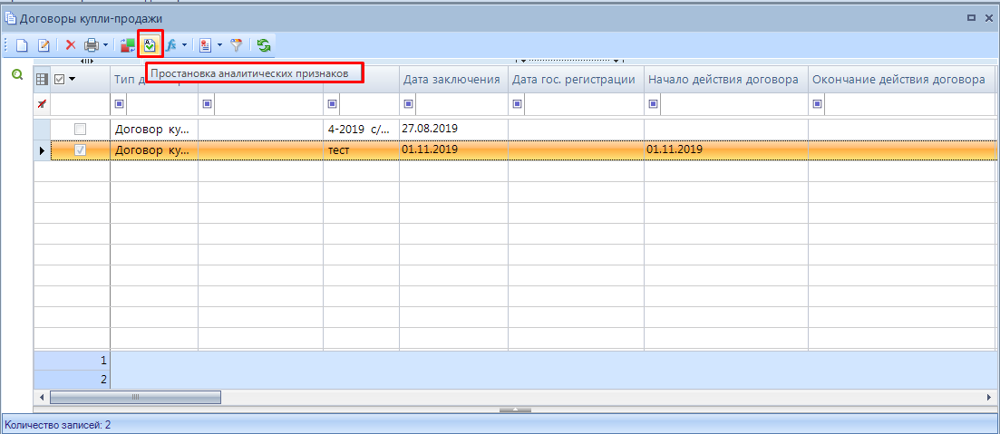 Договоры купли-продажи
Простановка аналитических признаков
Тип д Дата заключения Дата гос. регистрации Начало действия договора Окончание действия договора
Договор ку... 4-2019 с/... 27.08.2019
Договор ку... тест 01.11.2019 01.11.2019
1
2
Количество записей: 2